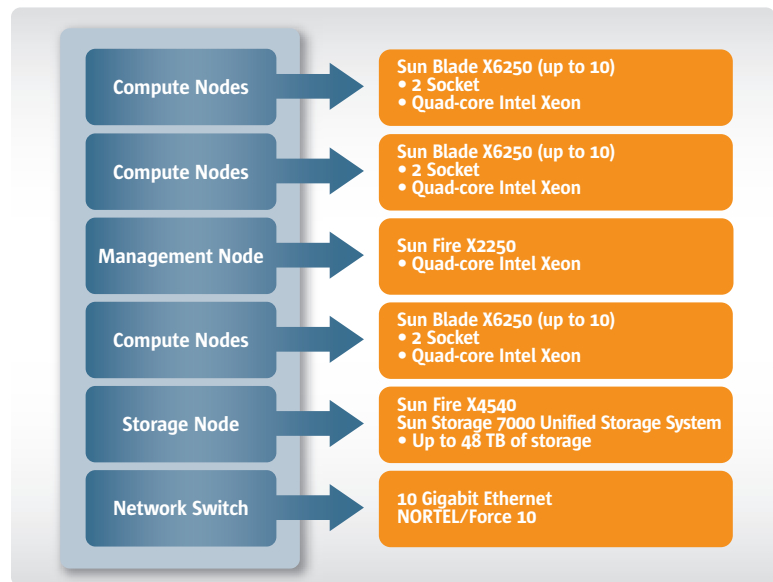 Compute Nodes
Sun Blade X6250 (up to 10)
• 2 Socket
• Quad-core Intel Xeon
Compute Nodes
Sun Blade X6250 (up to 10)
• 2 Socket
• Quad-core Intel Xeon
Management Node
Sun Fire X2250
• Quad-core Intel Xeon
Compute Nodes
Sun Blade X6250 (up to 10)
• 2 Socket
• Quad-core Intel Xeon
Storage Node
Sun Fire X4540
Sun Storage 7000 Unified Storage System
• Up to 48 TB of storage
Network Switch
10 Gigabit Ethernet
NORTEL/Force 10